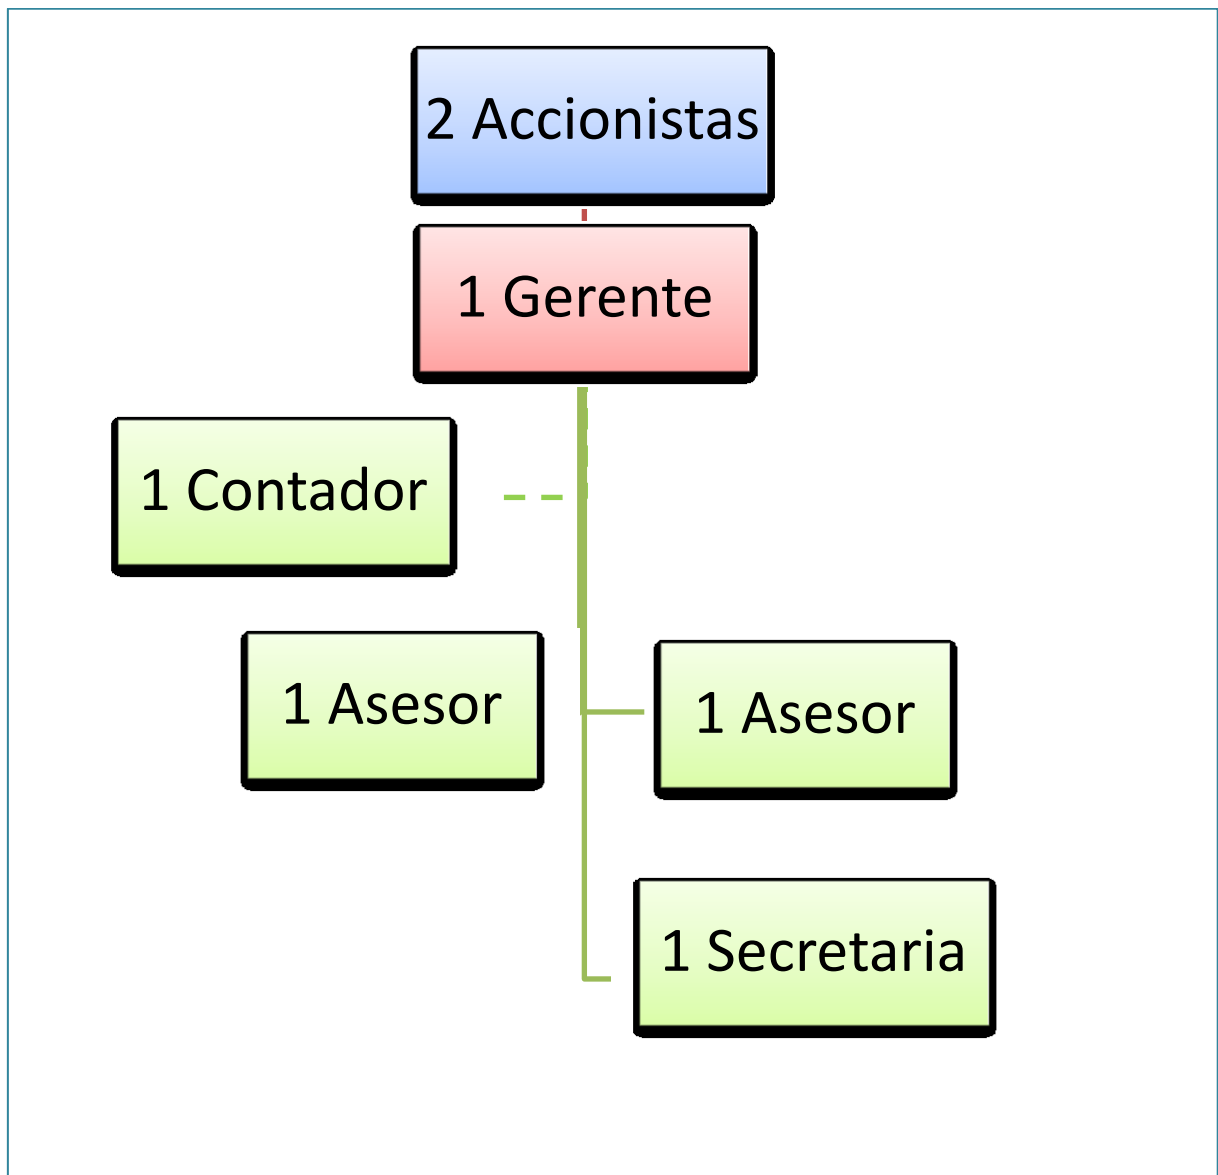 2 Accionistas
1 Gerente
1 Contador
1 Asesor
1 Asesor
1 Secretaria